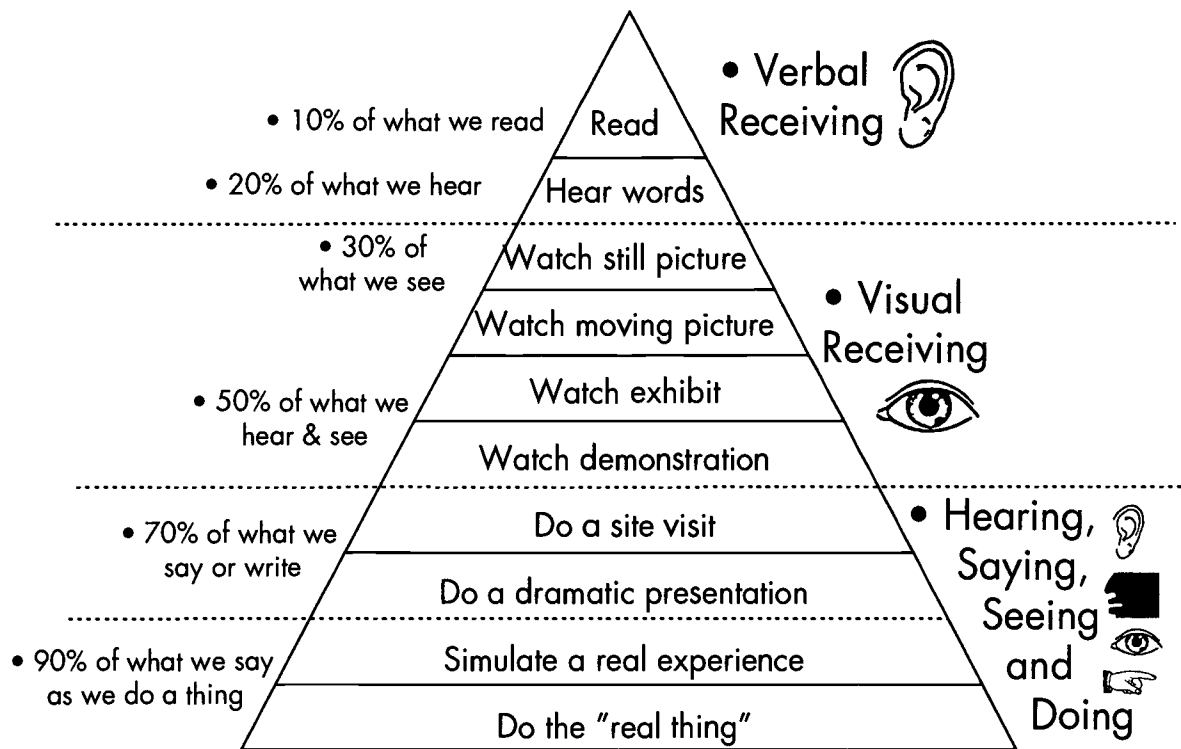 • 10% of what we read
Read
• Verbal
Receiving
• 20% of what we hear
Hear words
• 30% of
what we see
Watch still picture
Watch moving picture
• Visual
Receiving
• 50% of what we
hear & see
Watch exhibit
Watch demonstration
• 70% of what we
say or write
Do a site visit
Do a dramatic presentation
• Hearing,
Saying,
Seeing
and
Doing
• 90% of what we say
as we do a thing
Simulate a real experience
Do the "real thing"